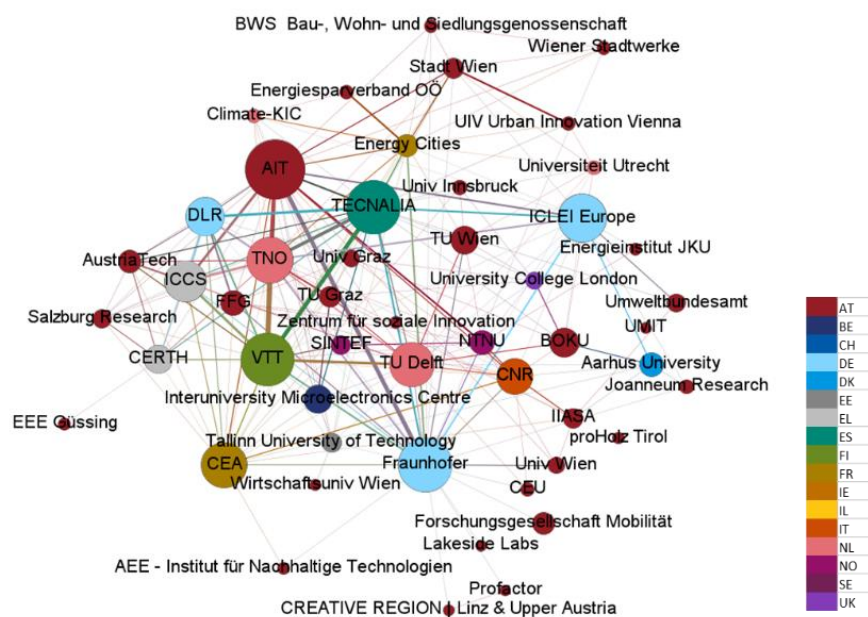 BWS Bau-, Wohn- und Siedlungsgenossenschaft
Wiener Stadtwerke
Stadt Wien
Energiesparverband OÖ
Climate-KIC
UIV Urban Innovation Vienna
Energy Cities
AIT
Universiteit Utrecht
Univ Innsbruck
TECNALIA
DLR
ICLEI Europe
TU Wien
Energieinstitut JKU
AustriaTech
TNO
Univ Graz
ICCS
University College London
FFG
TU Graz
Umweltbundesamt
Salzburg Research
Zentrum für soziale Innovation
UMIT
SINTEF
NTNU
BOKU
CERTH
VTT
TU Delft
Aarhus University
CNR
Joanneum Research
Interuniversity Microelectronics Centre
EEE Güssing
IIASA
Tallinn University of Technology
proHolz Tirol
CEA
Fraunhofer
Univ Wien
Wirtschaftsuniv Wien
CEU
Forschungsgesellschaft Mobilität
Lakeside Labs
AEE - Institut für Nachhaltige Technologien
Profactor
CREATIVE REGION Linz & Upper Austria
AT
BE
CH
DE
DK
EE
EL
ES
FI
FR
IE
IL
IT
NL
NO
SE
UK